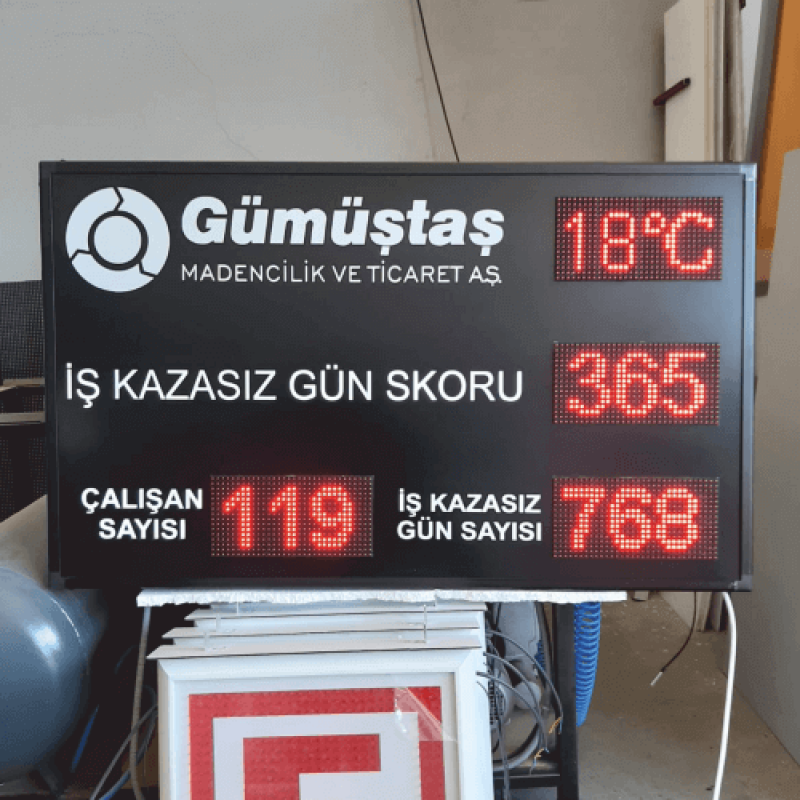 Gümüştaş
MADENCİLİK VE TİCARET A.Ş.
18°C
İŞ KAZASIZ GÜN SKORU
365
ÇALIŞAN
SAYISI
119
İŞ KAZASIZ
GÜN SAYISI
768